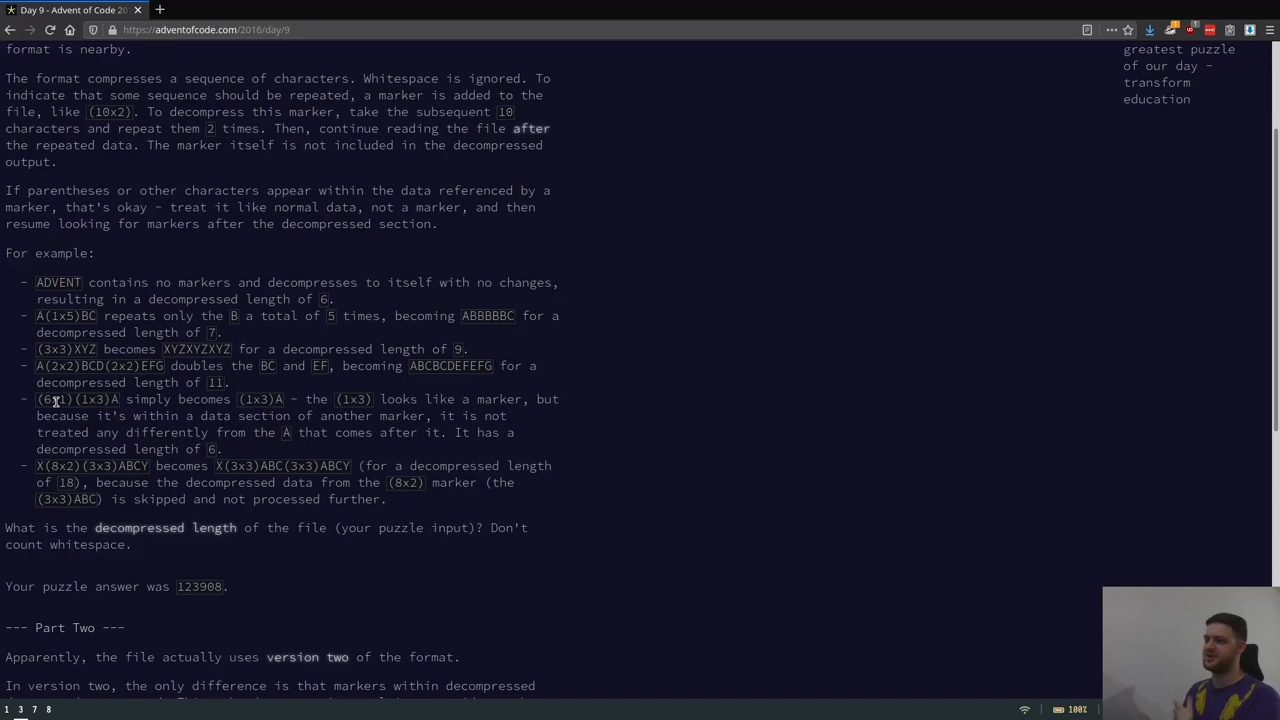 Day 9 - Advent of Code 20
https://adventofcode.com/2016/day/9
format is nearby.
The format compresses a sequence of characters. Whitespace is ignored. To
indicate that some sequence should be repeated, a marker is added to the
file, like (10x2). To decompress this marker, take the subsequent 10
characters and repeat them 2 times. Then, continue reading the file after
the repeated data. The marker itself is not included in the decompressed
output.
If parentheses or other characters appear within the data referenced by a
marker, that's okay - treat it like normal data, not a marker, and then
resume looking for markers after the decompressed section.
For example:
- ADVENT contains no markers and decompresses to itself with no changes,
resulting in a decompressed length of 6.
- A(1x5)BC repeats only the B a total of 5 times, becoming ABBBBBC for a
decompressed length of 7.
- (3x3)XYZ becomes XYZXYZXYZ for a decompressed length of 9.
- A(2x2)BCD(2x2)EFG doubles the BC and EF, becoming ABCBCDEFEFG for a
decompressed length of 11.
- (6x1)(1x3)A simply becomes (1x3)A - the (1x3) looks like a marker, but
because it's within a data section of another marker, it is not
treated any differently from the A that comes after it. It has a
decompressed length of 6.
- X(8x2)(3x3)ABCY becomes X(3x3)ABC(3x3)ABCY (for a decompressed length
of 18), because the decompressed data from the (8x2) marker (the
(3x3)ABC) is skipped and not processed further.
What is the decompressed length of the file (your puzzle input)? Don't
count whitespace.
Your puzzle answer was 123908.
--- Part Two ---
Apparently, the file actually uses version two of the format.
In version two, the only difference is that markers within decompressed
greatest puzzle
of our day -
transform
education
1 3 7 8
100%